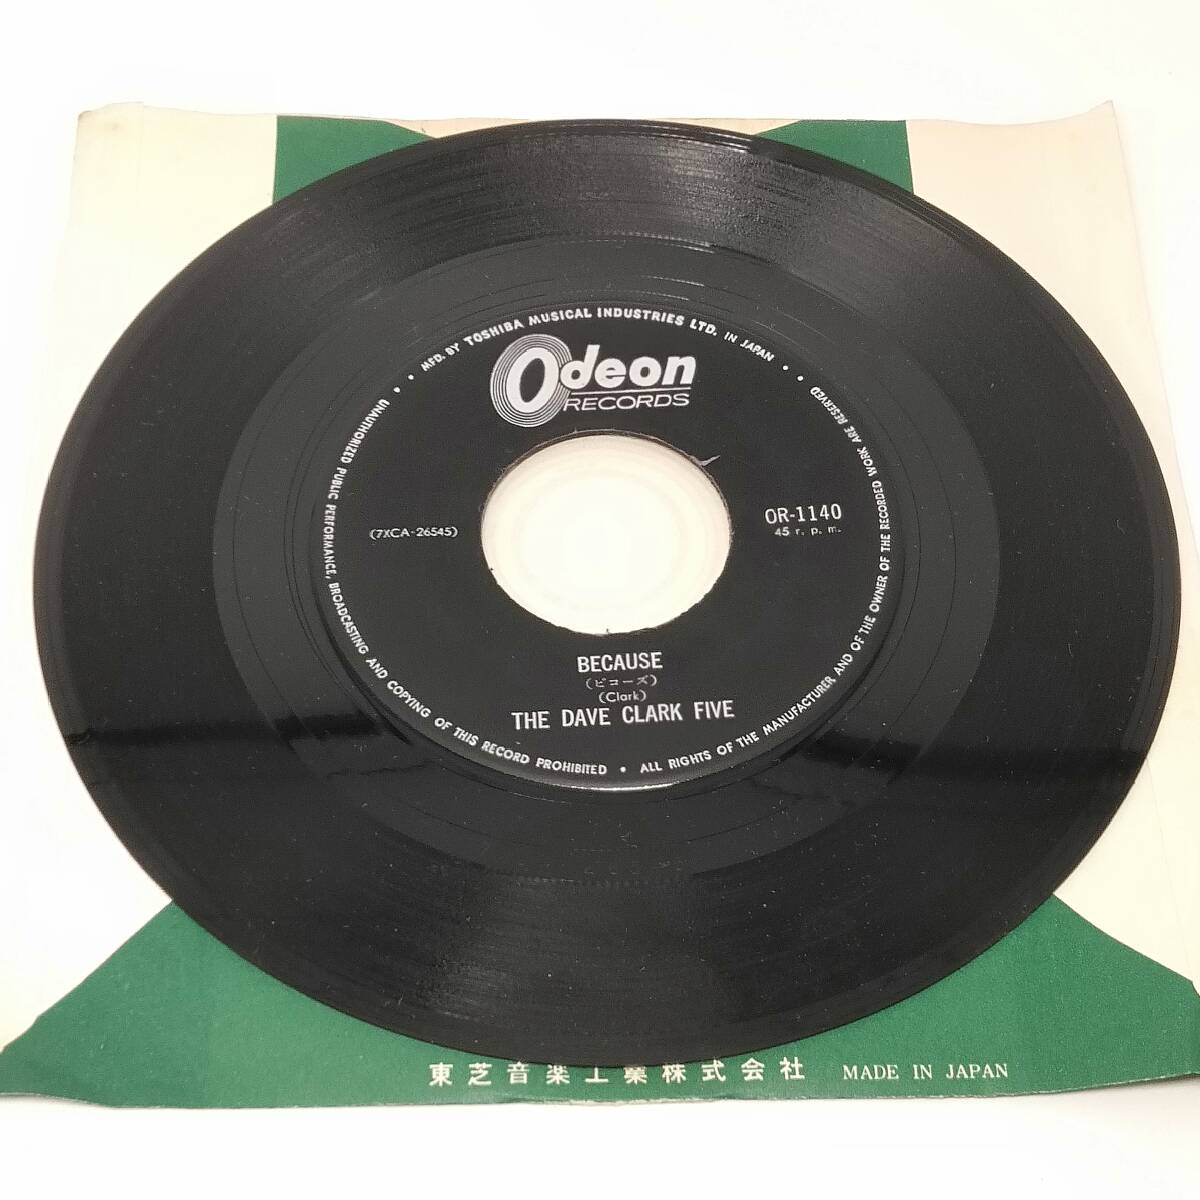 MFD. BY TOSHIBA MUSICAL INDUSTRIES LTD. IN JAPAN
Odeon
RECORDS
(7XCA-26545)
OR-1140
45 r. p. m.
BECAUSE
(ビコーズ)
(Clark)
THE DAVE CLARK FIVE
UNAUTHORIZED PUBLIC PERFORMANCE, BROADCASTING AND COPYING OF THIS RECORD PROHIBITED • ALL RIGHTS OF THE MANUFACTURER AND OF THE OWNER OF THE RECORDED WORK ARE RESERVED
東芝音楽工業株式会社 MADE IN JAPAN